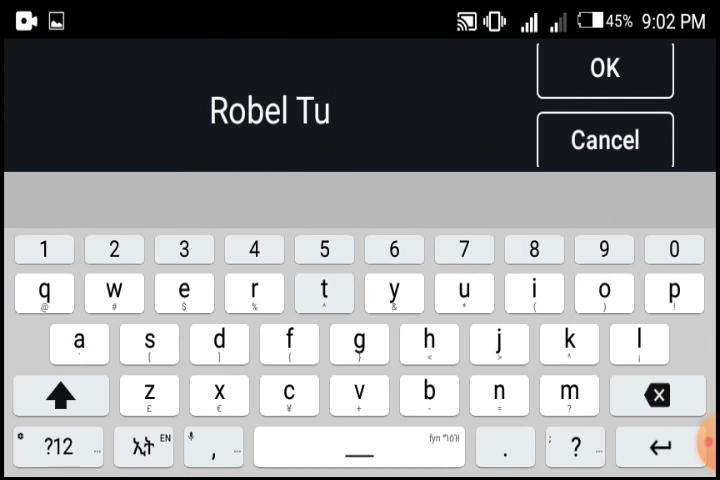 45% 9:02 PM
OK
Robel Tu
Cancel
1 2 3 4 5 6 7 8 9 0
q w e r t y u i o p
@ # $ % ^ & * ( ) !
a s d f g h j k l
' [ ] { } < > ^ ¡
z x c v b n m
£ € ¥ + - = ?
?12 ... ኢት EN , ... . ; ? ...